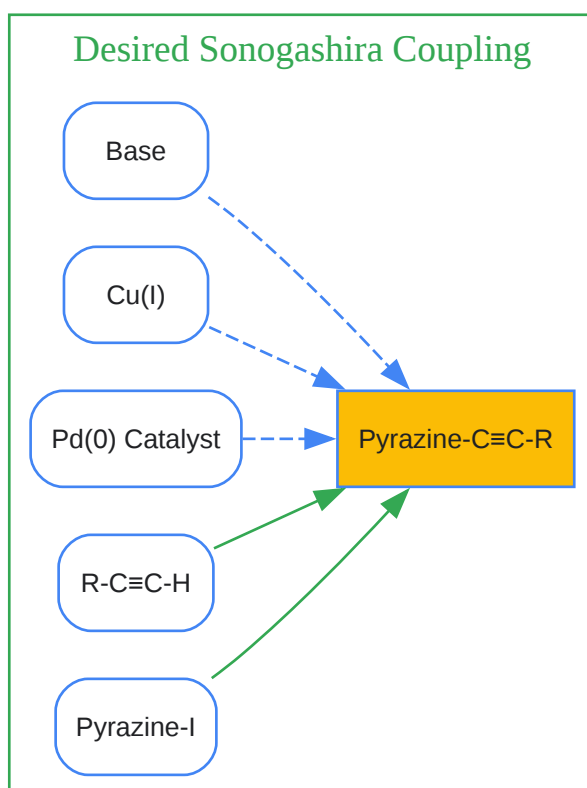 Desired Sonogashira Coupling
Base
Cu(I)
Pd(0) Catalyst
Pyrazine-C≡C-R
R-C≡C-H
Pyrazine-I